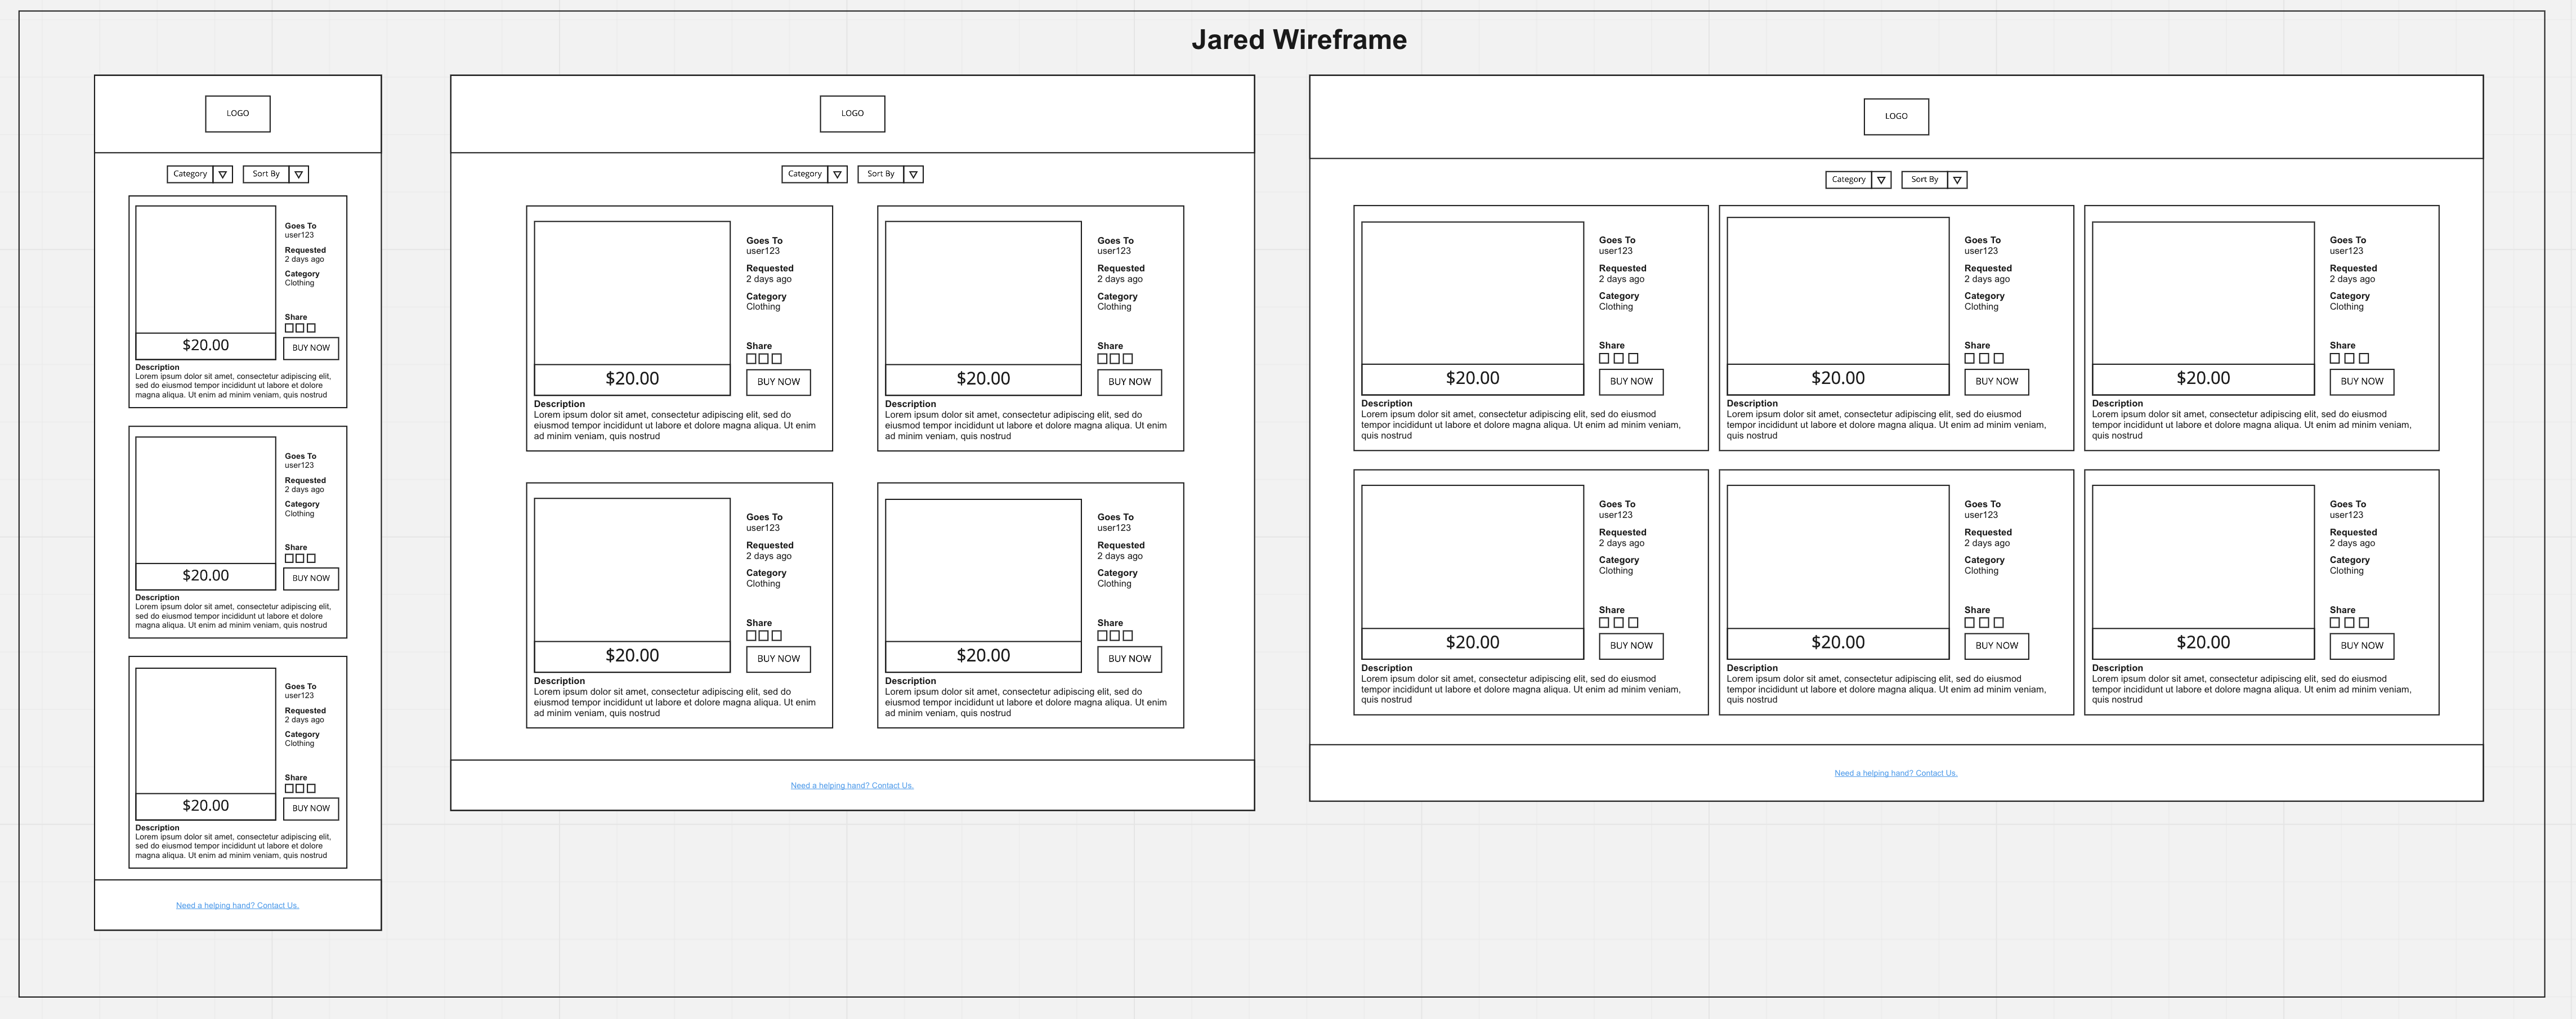 Jared Wireframe
LOGO
Category
Sort By
Goes To
user123
Requested
2 days ago
Category
Clothing
Share
$20.00
BUY NOW
Description
Lorem ipsum dolor sit amet, consectetur adipiscing elit,
sed do eiusmod tempor incididunt ut labore et dolore
magna aliqua. Ut enim ad minim veniam, quis nostrud
Goes To
user123
Requested
2 days ago
Category
Clothing
Share
$20.00
BUY NOW
Description
Lorem ipsum dolor sit amet, consectetur adipiscing elit,
sed do eiusmod tempor incididunt ut labore et dolore
magna aliqua. Ut enim ad minim veniam, quis nostrud
Goes To
user123
Requested
2 days ago
Category
Clothing
Share
$20.00
BUY NOW
Description
Lorem ipsum dolor sit amet, consectetur adipiscing elit,
sed do eiusmod tempor incididunt ut labore et dolore
magna aliqua. Ut enim ad minim veniam, quis nostrud
Need a helping hand? Contact Us.
LOGO
Category
Sort By
Goes To
user123
Requested
2 days ago
Category
Clothing
Share
$20.00
BUY NOW
Description
Lorem ipsum dolor sit amet, consectetur adipiscing elit, sed do
eiusmod tempor incididunt ut labore et dolore magna aliqua. Ut enim
ad minim veniam, quis nostrud
Goes To
user123
Requested
2 days ago
Category
Clothing
Share
$20.00
BUY NOW
Description
Lorem ipsum dolor sit amet, consectetur adipiscing elit, sed do
eiusmod tempor incididunt ut labore et dolore magna aliqua. Ut enim
ad minim veniam, quis nostrud
Goes To
user123
Requested
2 days ago
Category
Clothing
Share
$20.00
BUY NOW
Description
Lorem ipsum dolor sit amet, consectetur adipiscing elit, sed do
eiusmod tempor incididunt ut labore et dolore magna aliqua. Ut enim
ad minim veniam, quis nostrud
Goes To
user123
Requested
2 days ago
Category
Clothing
Share
$20.00
BUY NOW
Description
Lorem ipsum dolor sit amet, consectetur adipiscing elit, sed do
eiusmod tempor incididunt ut labore et dolore magna aliqua. Ut enim
ad minim veniam, quis nostrud
Need a helping hand? Contact Us.
LOGO
Category
Sort By
Goes To
user123
Requested
2 days ago
Category
Clothing
Share
$20.00
BUY NOW
Description
Lorem ipsum dolor sit amet, consectetur adipiscing elit, sed do eiusmod
tempor incididunt ut labore et dolore magna aliqua. Ut enim ad minim veniam,
quis nostrud
Goes To
user123
Requested
2 days ago
Category
Clothing
Share
$20.00
BUY NOW
Description
Lorem ipsum dolor sit amet, consectetur adipiscing elit, sed do eiusmod
tempor incididunt ut labore et dolore magna aliqua. Ut enim ad minim veniam,
quis nostrud
Goes To
user123
Requested
2 days ago
Category
Clothing
Share
$20.00
BUY NOW
Description
Lorem ipsum dolor sit amet, consectetur adipiscing elit, sed do eiusmod
tempor incididunt ut labore et dolore magna aliqua. Ut enim ad minim veniam,
quis nostrud
Goes To
user123
Requested
2 days ago
Category
Clothing
Share
$20.00
BUY NOW
Description
Lorem ipsum dolor sit amet, consectetur adipiscing elit, sed do eiusmod
tempor incididunt ut labore et dolore magna aliqua. Ut enim ad minim veniam,
quis nostrud
Goes To
user123
Requested
2 days ago
Category
Clothing
Share
$20.00
BUY NOW
Description
Lorem ipsum dolor sit amet, consectetur adipiscing elit, sed do eiusmod
tempor incididunt ut labore et dolore magna aliqua. Ut enim ad minim veniam,
quis nostrud
Goes To
user123
Requested
2 days ago
Category
Clothing
Share
$20.00
BUY NOW
Description
Lorem ipsum dolor sit amet, consectetur adipiscing elit, sed do eiusmod
tempor incididunt ut labore et dolore magna aliqua. Ut enim ad minim veniam,
quis nostrud
Need a helping hand? Contact Us.